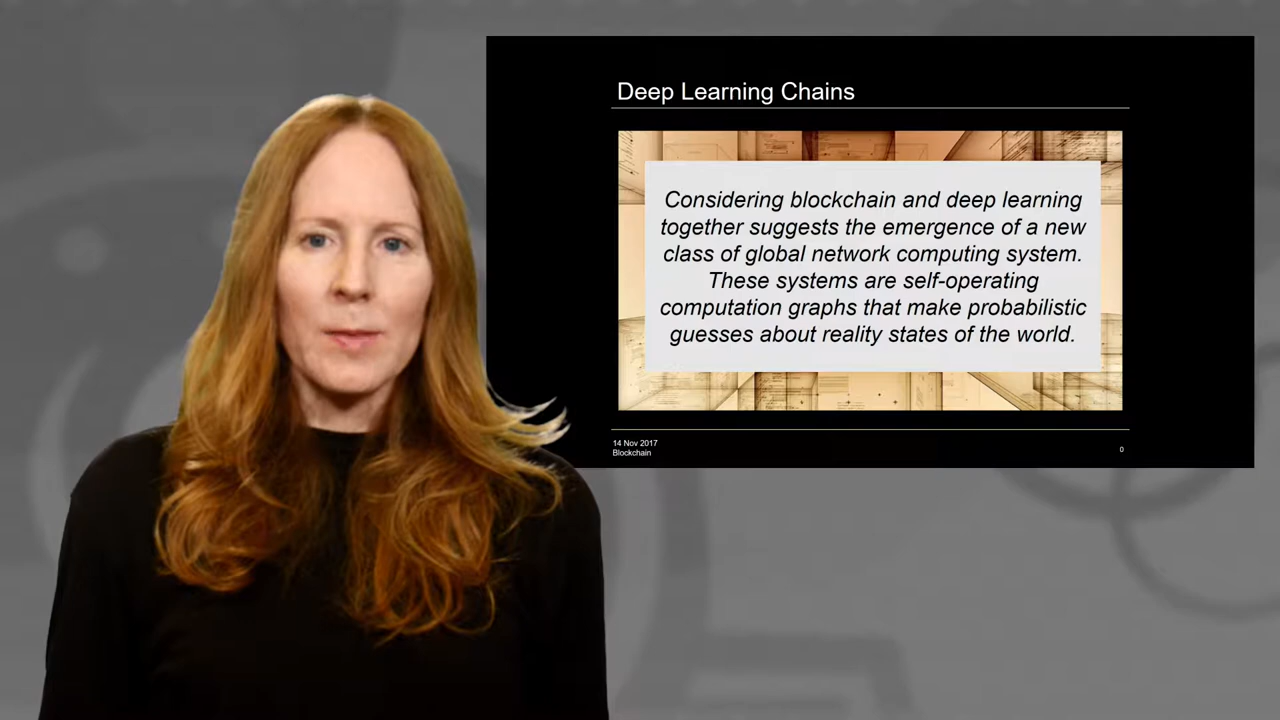 Deep Learning Chains
Considering blockchain and deep learning
together suggests the emergence of a new
class of global network computing system.
These systems are self-operating
computation graphs that make probabilistic
guesses about reality states of the world.
14 Nov 2017
Blockchain
0